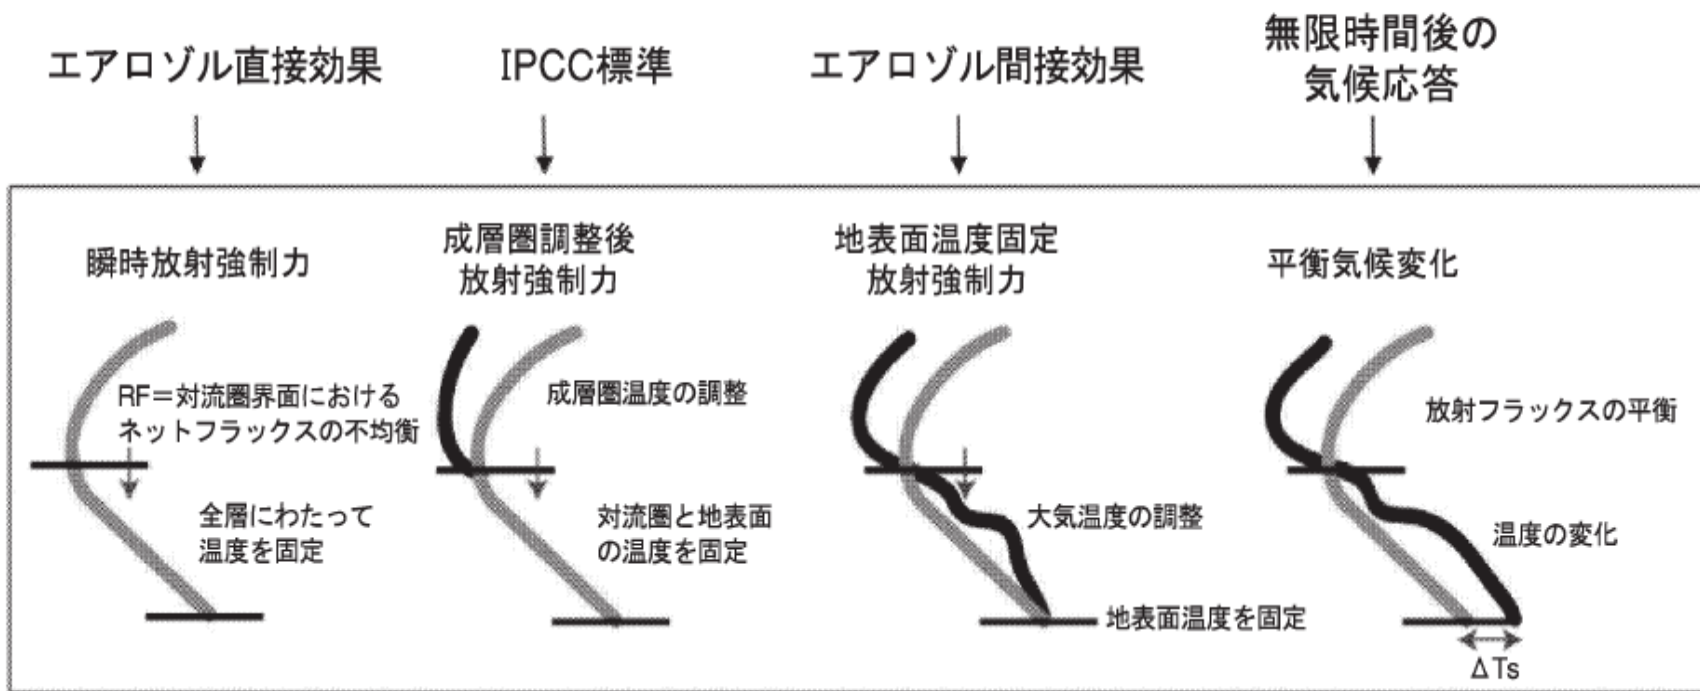 エアロゾル直接効果
IPCC標準
エアロゾル間接効果
無限時間後の
気候応答
瞬時放射強制力
成層圏調整後
放射強制力
地表面温度固定
放射強制力
平衡気候変化
RF=対流圏界面における
ネットフラックスの不均衡
全層にわたって
温度を固定
成層圏温度の調整
対流圏と地表面
の温度を固定
大気温度の調整
地表面温度を固定
放射フラックスの平衡
温度の変化
ΔTs